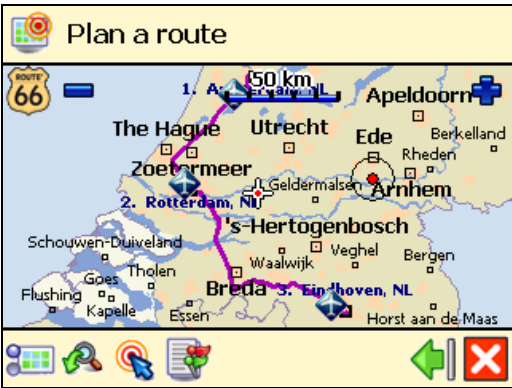 Plan a route
ROUTE
66
50 km
1. A
NL
Apeldoorn
The Hague
Utrecht
Ede
Berkelland
Rheden
Zoetermeer
Geldermalsen
Arnhem
2. Rotterdam, NL
's-Hertogenbosch
Schouwen-Duiveland
Waalwijk
Veghel
Bergen
Tholen
Goes
Flushing
Breda
3. Eindhoven, NL
Kapelle
Essen
Horst aan de Maas